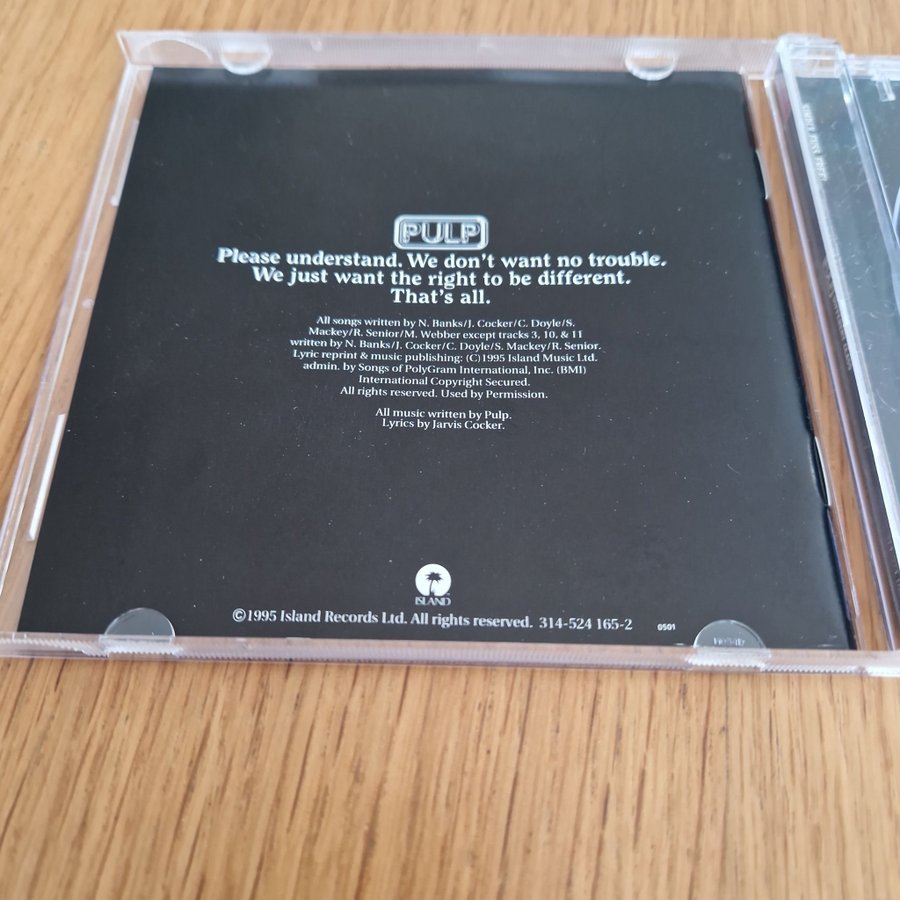 PULP
Please understand. We don't want no trouble.
We just want the right to be different.
That's all.
All songs written by N. Banks/J. Cocker/C. Doyle/S.
Mackey/R. Senior/M. Webber except tracks 3, 10, & 11
written by N. Banks/J. Cocker/C. Doyle/S. Mackey/R. Senior.
Lyric reprint & music publishing: (C)1995 Island Music Ltd.
admin. by Songs of PolyGram International, Inc. (BMI)
International Copyright Secured.
All rights reserved. Used by Permission.
All music written by Pulp.
Lyrics by Jarvis Cocker.
ISLAND
©1995 Island Records Ltd. All rights reserved. 314-524 165-2
0501